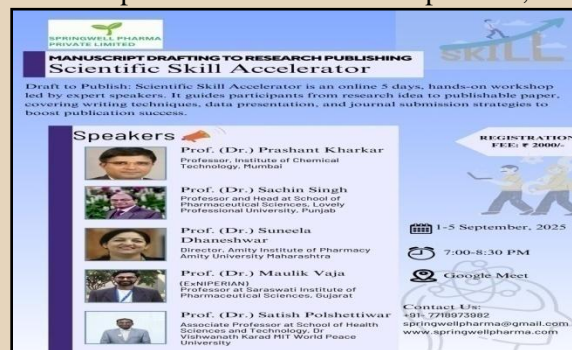 SPRINGWELL PHARMA
PRIVATE LIMITED
SKILL
MANUSCRIPT DRAFTING TO RESEARCH PUBLISHING
Scientific Skill Accelerator
Draft to Publish: Scientific Skill Accelerator is an online 5 days, hands-on workshop
led by expert speakers. It guides participants from research idea to publishable paper,
covering writing techniques, data presentation, and journal submission strategies to
boost publication success.
Speakers
Prof. (Dr.) Prashant Kharkar
Professor, Institute of Chemical
Technology, Mumbai
Prof. (Dr.) Sachin Singh
Professor and Head at School of
Pharmaceutical Sciences, Lovely
Professional University, Punjab
Prof. (Dr.) Suneela
Dhaneshwar
Director, Amity Institute of Pharmacy
Amity University Maharashtra
Prof. (Dr.) Maulik Vaja
(ExNIPERIAN)
Professor at Saraswati Institute of
Pharmaceutical Sciences, Gujarat
Prof. (Dr.) Satish Polshettiwar
Associate Professor at School of Health
Sciences and Technology, Dr
Vishwanath Karad MIT World Peace
University
REGISTRATION
FEE: ₹ 2000/-
1-5 September, 2025
7:00-8:30 PM
Google Meet
Contact Us:
+91- 7718973982
springwellpharma@gmail.com
www.springwellpharma.com